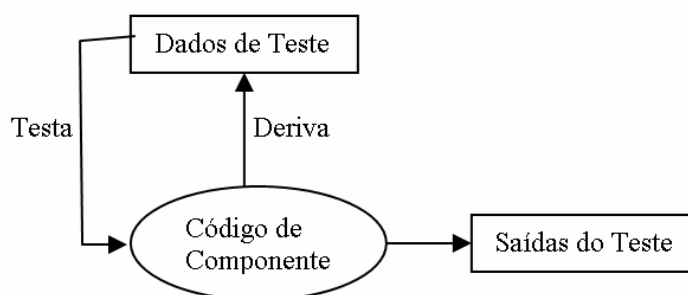 Dados de Teste
Testa
Deriva
Código de
Componente
Saídas do Teste